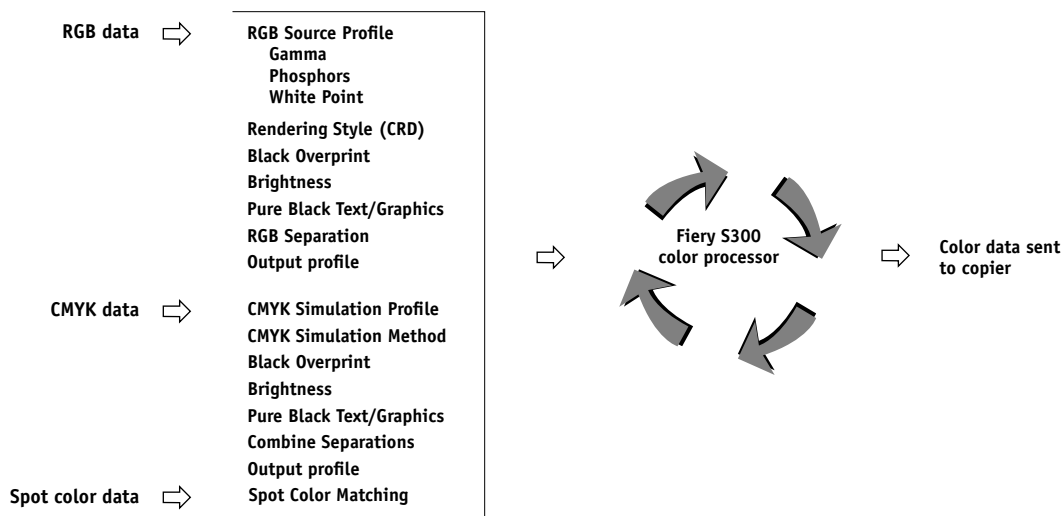 RGB data
RGB Source Profile
Gamma
Phosphors
White Point
Rendering Style (CRD)
Black Overprint
Brightness
Pure Black Text/Graphics
RGB Separation
Output profile
CMYK data
CMYK Simulation Profile
CMYK Simulation Method
Black Overprint
Brightness
Pure Black Text/Graphics
Combine Separations
Output profile
Spot color data
Spot Color Matching
Fiery S300
color processor
Color data sent
to copier